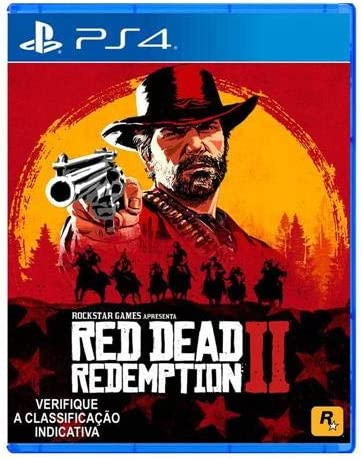 PS4
ROCKSTAR GAMES APRESENTA
RED DEAD
REDEMPTION II
VERIFIQUE
A CLASSIFICAÇÃO
INDICATIVA
R★